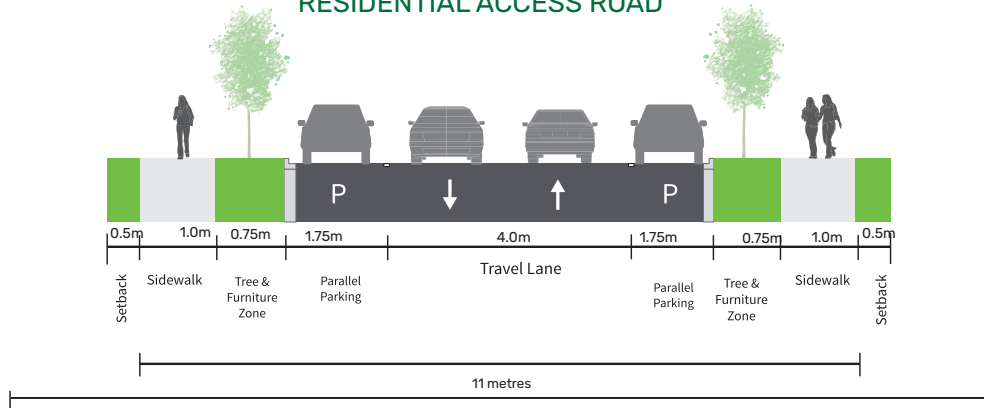 RESIDENTIAL ACCESS ROAD
P
P
0.5m
1.0m
0.75m
1.75m
4.0m
1.75m
0.75m
1.0m
0.5m
Setback
Sidewalk
Tree &
Furniture
Zone
Parallel
Parking
Travel Lane
Parallel
Parking
Tree &
Furniture
Zone
Sidewalk
Setback
11 metres